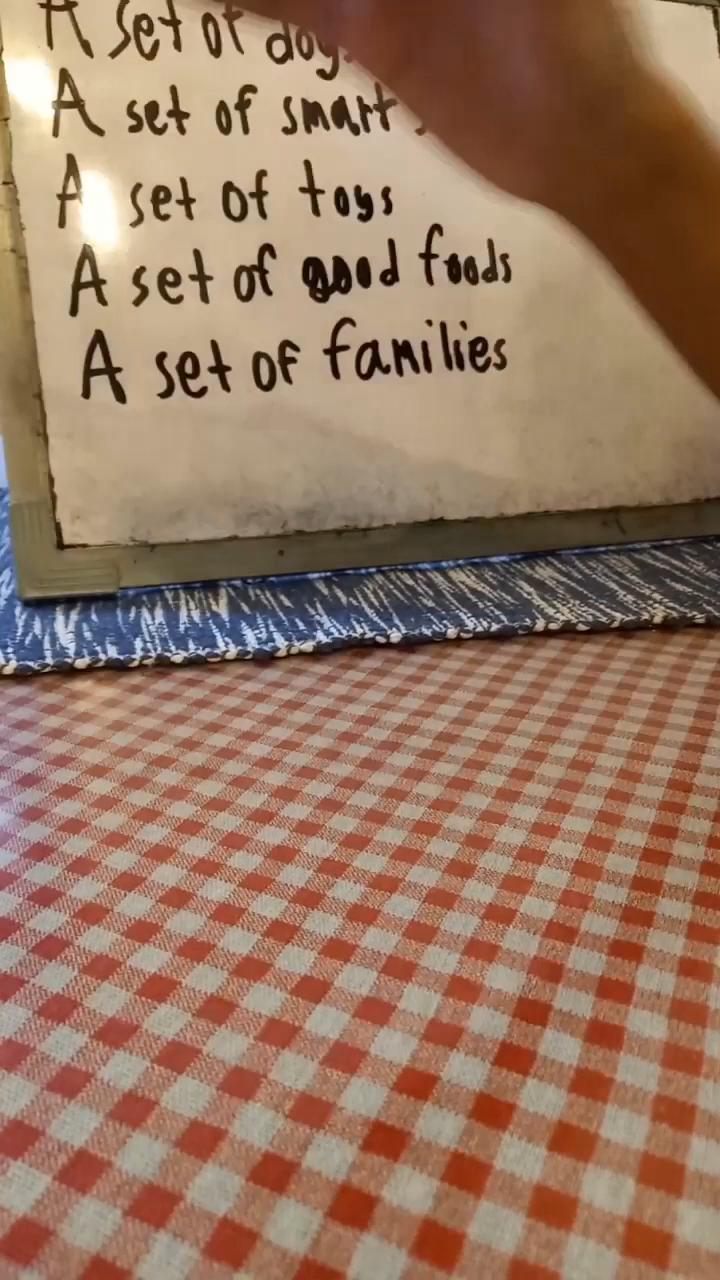 A set of
A set of smart
A set of toys
A set of good foods
A set of families